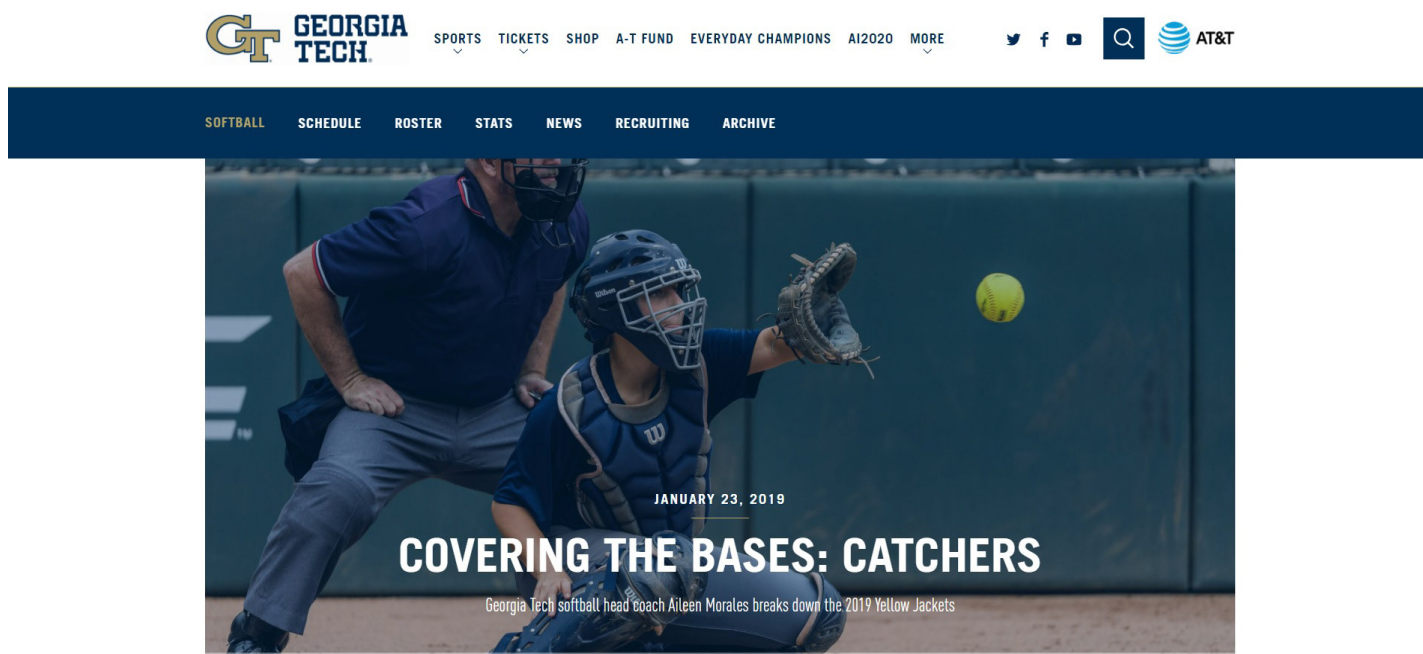 GEORGIA
TECH.
SPORTS TICKETS SHOP A-T FUND EVERYDAY CHAMPIONS AI2020 MORE
AT&T
SOFTBALL SCHEDULE ROSTER STATS NEWS RECRUITING ARCHIVE
Wilson
W
W
JANUARY 23, 2019
COVERING THE BASES: CATCHERS
Georgia Tech softball head coach Aileen Morales breaks down the 2019 Yellow Jackets